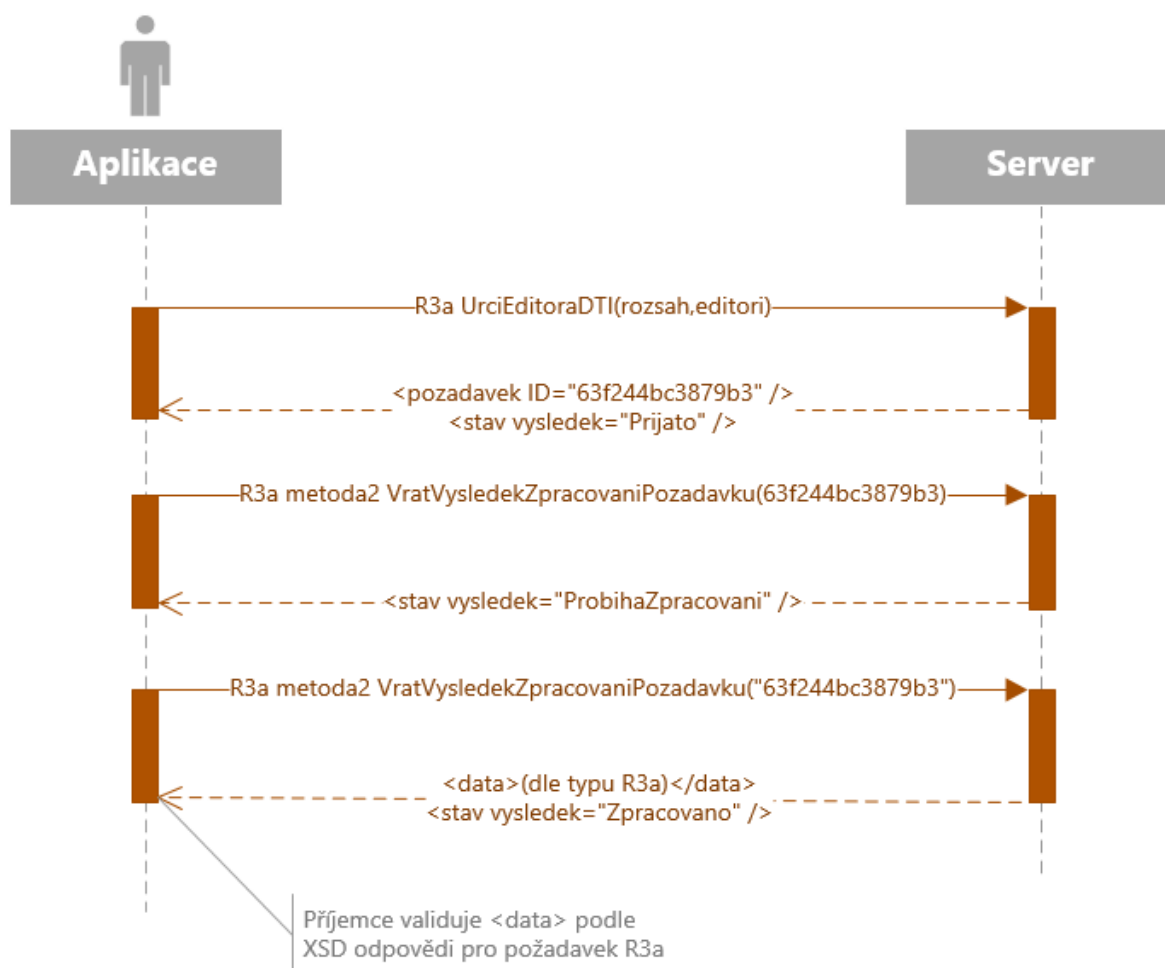 Aplikace
Server
R3a UrciEditoraDTI(rozsah,editori)
<pozadavek ID="63f244bc3879b3" />
<stav vysledek="Prijato" />
R3a metoda2 VratVysledekZpracovaniPozadavku(63f244bc3879b3)
<stav vysledek="ProbihaZpracovani" />
R3a metoda2 VratVysledekZpracovaniPozadavku("63f244bc3879b3")
<data>(dle typu R3a)</data>
<stav vysledek="Zpracovano" />
Příjemce validuje <data> podle
XSD odpovědi pro požadavek R3a